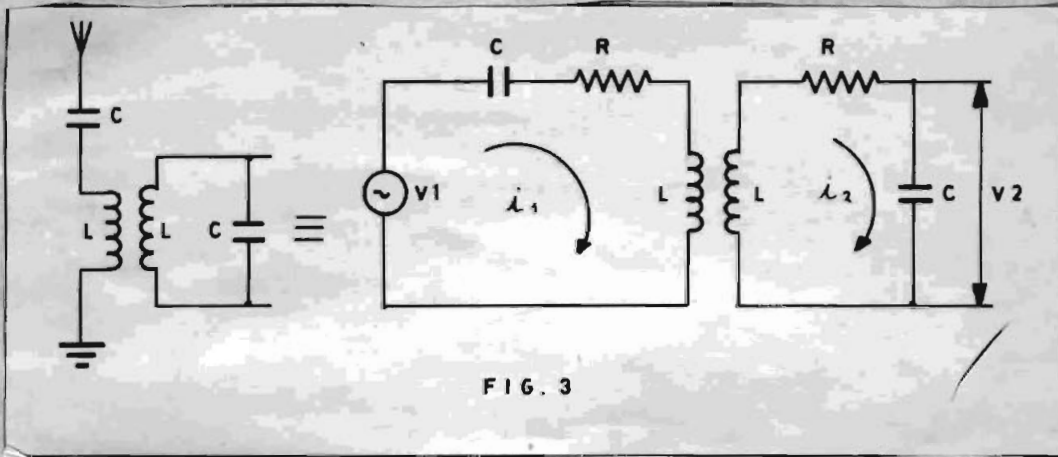 C
L L C
≡
C R R
V1 i₁ L L i₂ C V2
FIG. 3